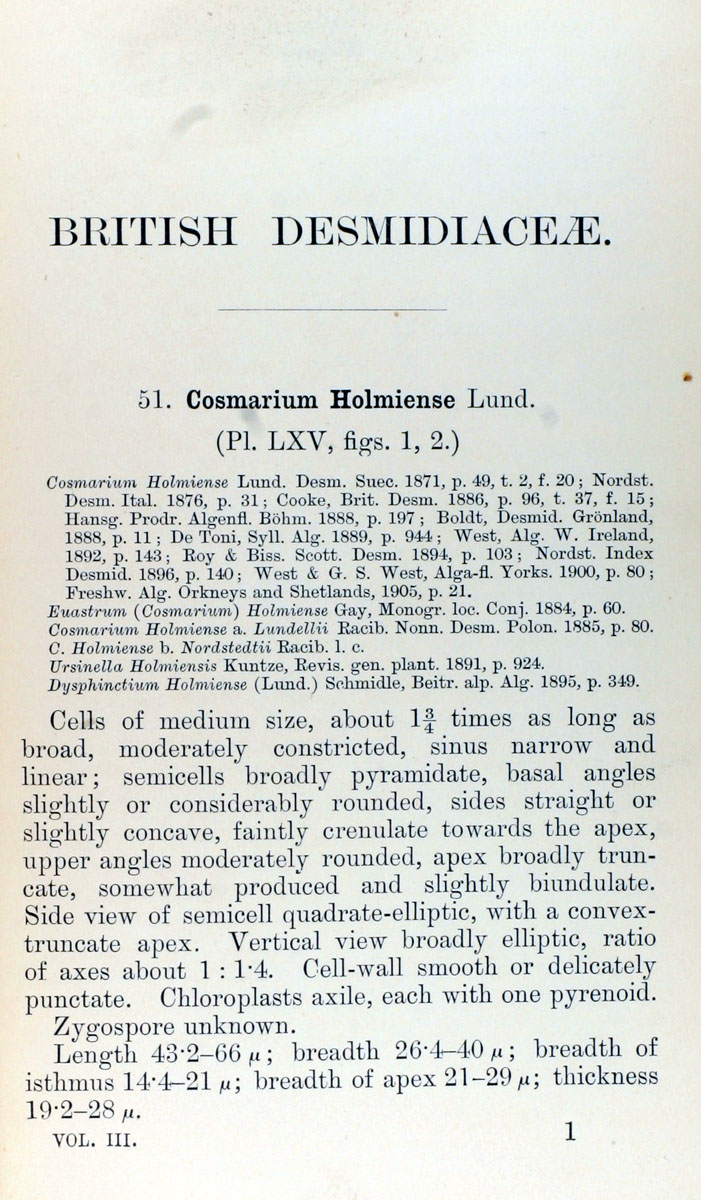 BRITISH DESMIDIACEÆ.
51. Cosmarium Holmiense Lund.
(Pl. LXV, figs. 1, 2.)
Cosmarium Holmiense Lund. Desm. Suec. 1871, p. 49, t. 2, f. 20; Nordst.
Desm. Ital. 1876, p. 31; Cooke, Brit. Desm. 1886, p. 96, t. 37, f. 15;
Hansg. Prodr. Algenfl. Böhm. 1888, p. 197; Boldt, Desmid. Grönland,
1888, p. 11; De Toni, Syll. Alg. 1889, p. 944; West, Alg. W. Ireland,
1892, p. 143; Roy & Biss. Scott. Desm. 1894, p. 103; Nordst. Index
Desmid. 1896, p. 140; West & G. S. West, Alga-fl. Yorks. 1900, p. 80;
Freshw. Alg. Orkneys and Shetlands, 1905, p. 21.
Euastrum (Cosmarium) Holmiense Gay, Monogr. loc. Conj. 1884, p. 60.
Cosmarium Holmiense a. Lundellii Racib. Nonn. Desm. Polon. 1885, p. 80.
C. Holmiense b. Nordstedtii Racib. l. c.
Ursinella Holmiensis Kuntze, Revis. gen. plant. 1891, p. 924.
Dysphinctium Holmiense (Lund.) Schmidle, Beitr. alp. Alg. 1895, p. 349.
Cells of medium size, about 1¾ times as long as
broad, moderately constricted, sinus narrow and
linear; semicells broadly pyramidate, basal angles
slightly or considerably rounded, sides straight or
slightly concave, faintly crenulate towards the apex,
upper angles moderately rounded, apex broadly trun-
cate, somewhat produced and slightly biundulate.
Side view of semicell quadrate-elliptic, with a convex-
truncate apex. Vertical view broadly elliptic, ratio
of axes about 1 : 1·4. Cell-wall smooth or delicately
punctate. Chloroplasts axile, each with one pyrenoid.
Zygospore unknown.
Length 43·2–66 μ; breadth 26·4–40 μ; breadth of
isthmus 14·4–21 μ; breadth of apex 21–29 μ; thickness
19·2–28 μ.
VOL. III. 1